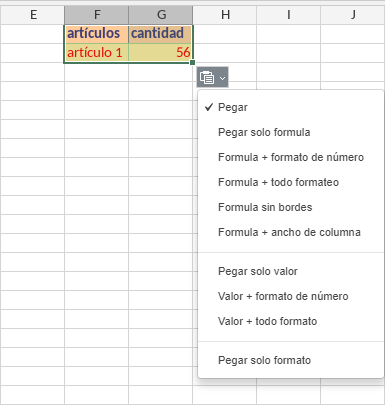 E F G H I J
artículos cantidad
artículo 1 56
Pegar
Pegar solo formula
Formula + formato de número
Formula + todo formateo
Formula sin bordes
Formula + ancho de columna
Pegar solo valor
Valor + formato de número
Valor + todo formato
Pegar solo formato